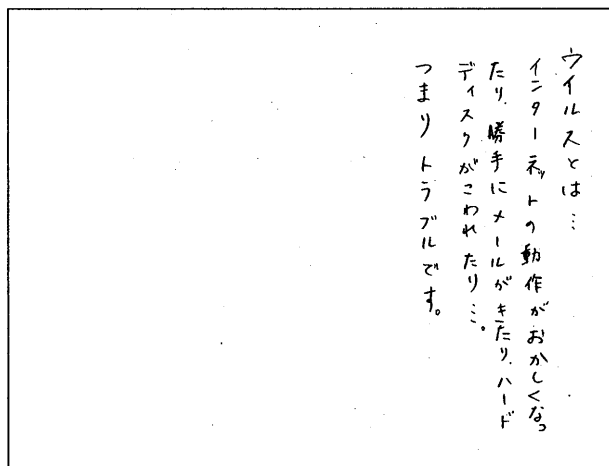 ウイルスとは…
インターネットの動作がおかしくなっ
たり、勝手にメールがきたり、ハード
ディスクがこわれたり…。
つまりトラブルです。